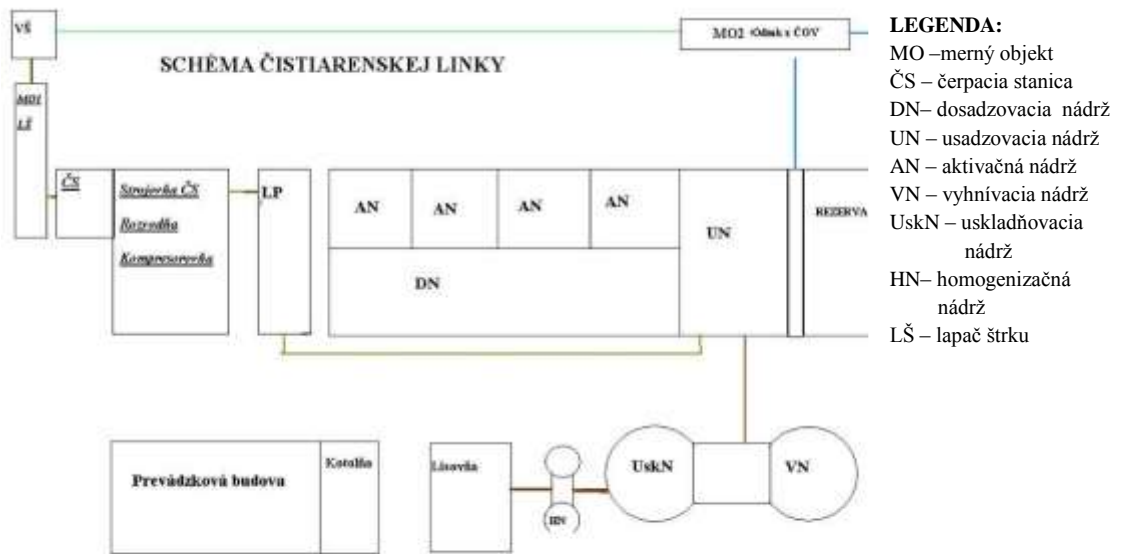 VŠ
MO2 Odtok z ČOV
SCHÉMA ČISTIARENSKEJ LINKY
MO1
LŠ
ČS
Strojovňa ČS
Rozvodňa
Kompresorovňa
LP
AN
AN
AN
AN
DN
UN
REZERVA
Prevádzková budova
Kotolňa
Lisovňa
HN
UskN
VN
LEGENDA:
MO –merný objekt
ČS – čerpacia stanica
DN– dosadzovacia nádrž
UN – usadzovacia nádrž
AN – aktivačná nádrž
VN – vyhnívacia nádrž
UskN – uskladňovacia
nádrž
HN– homogenizačná
nádrž
LŠ – lapač štrku